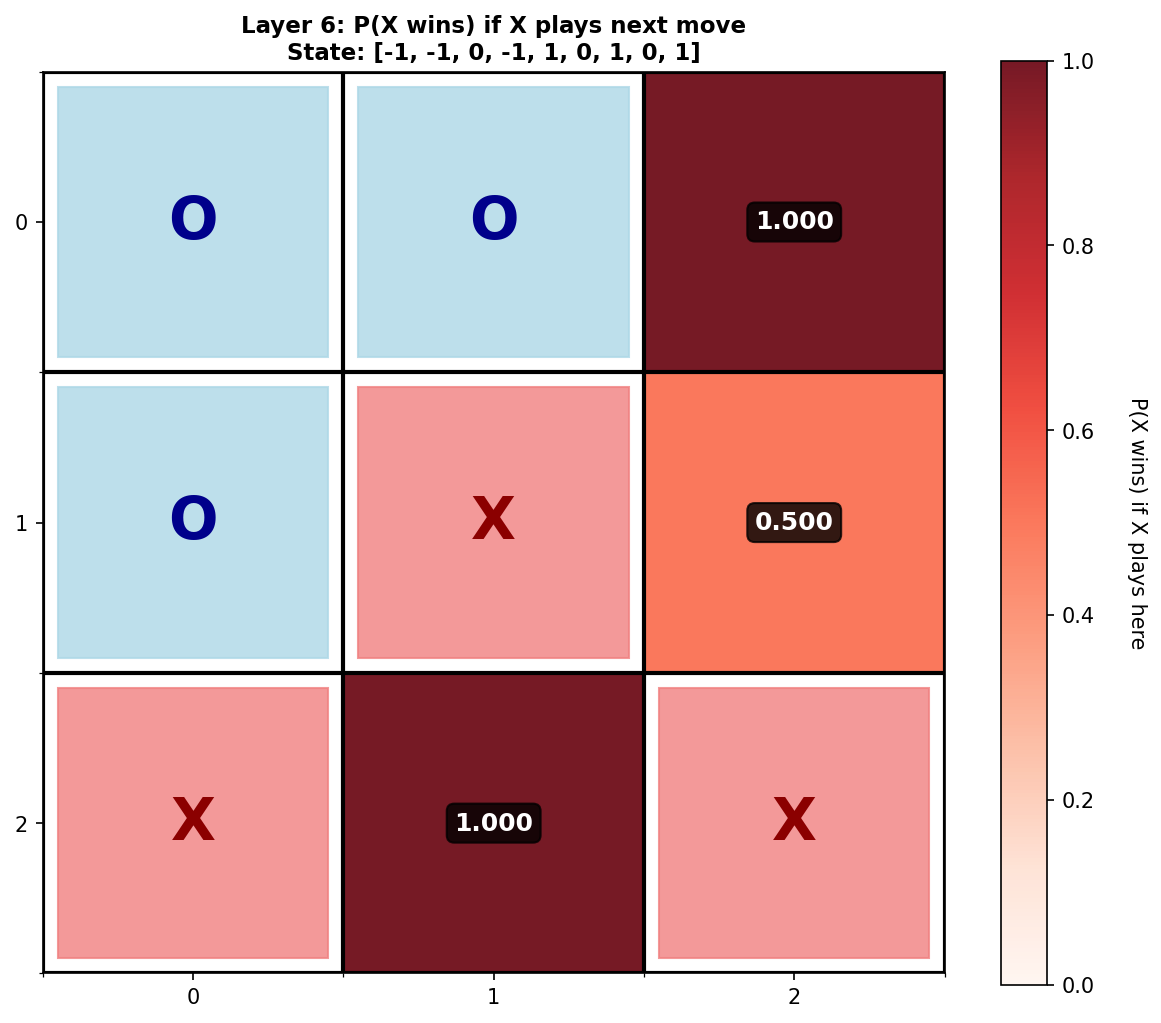 Layer 6: P(X wins) if X plays next move
State: [-1, -1, 0, -1, 1, 0, 1, 0, 1]
0
O
O
1.000
1
O
X
0.500
2
X
1.000
X
0
1
2
1.0
0.8
0.6
0.4
0.2
0.0
P(X wins) if X plays here